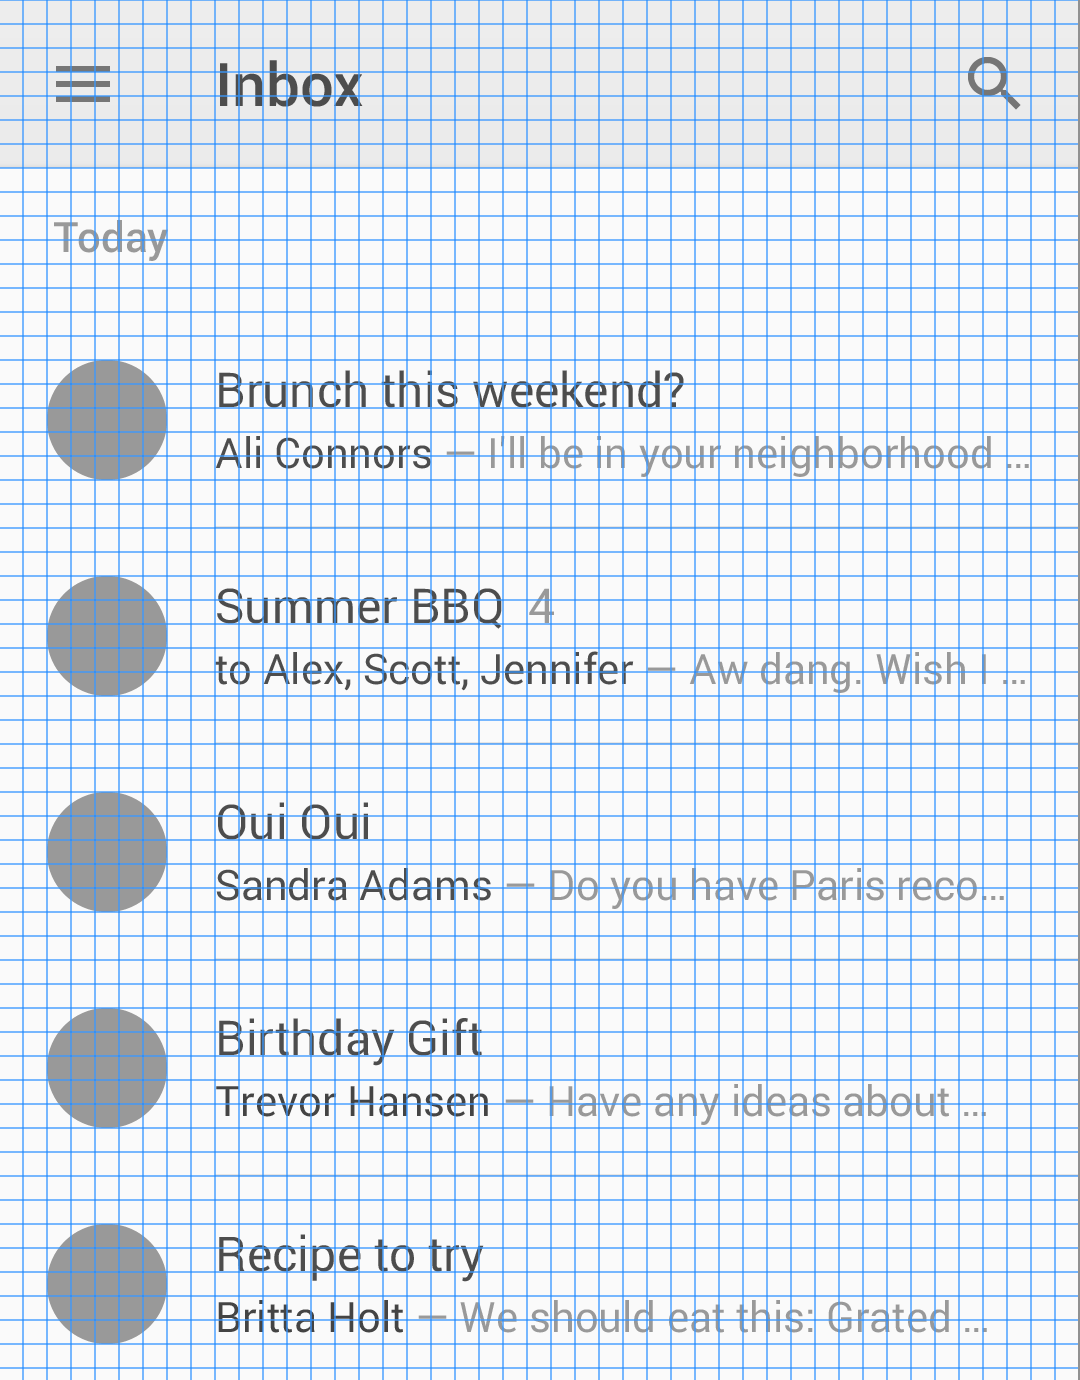 Inbox
Today
Brunch this weekend?
Ali Connors — I'll be in your neighborhood ...
Summer BBQ 4
to Alex, Scott, Jennifer — Aw dang. Wish I ...
Oui Oui
Sandra Adams — Do you have Paris reco...
Birthday Gift
Trevor Hansen — Have any ideas about ...
Recipe to try
Britta Holt — We should eat this: Grated ...